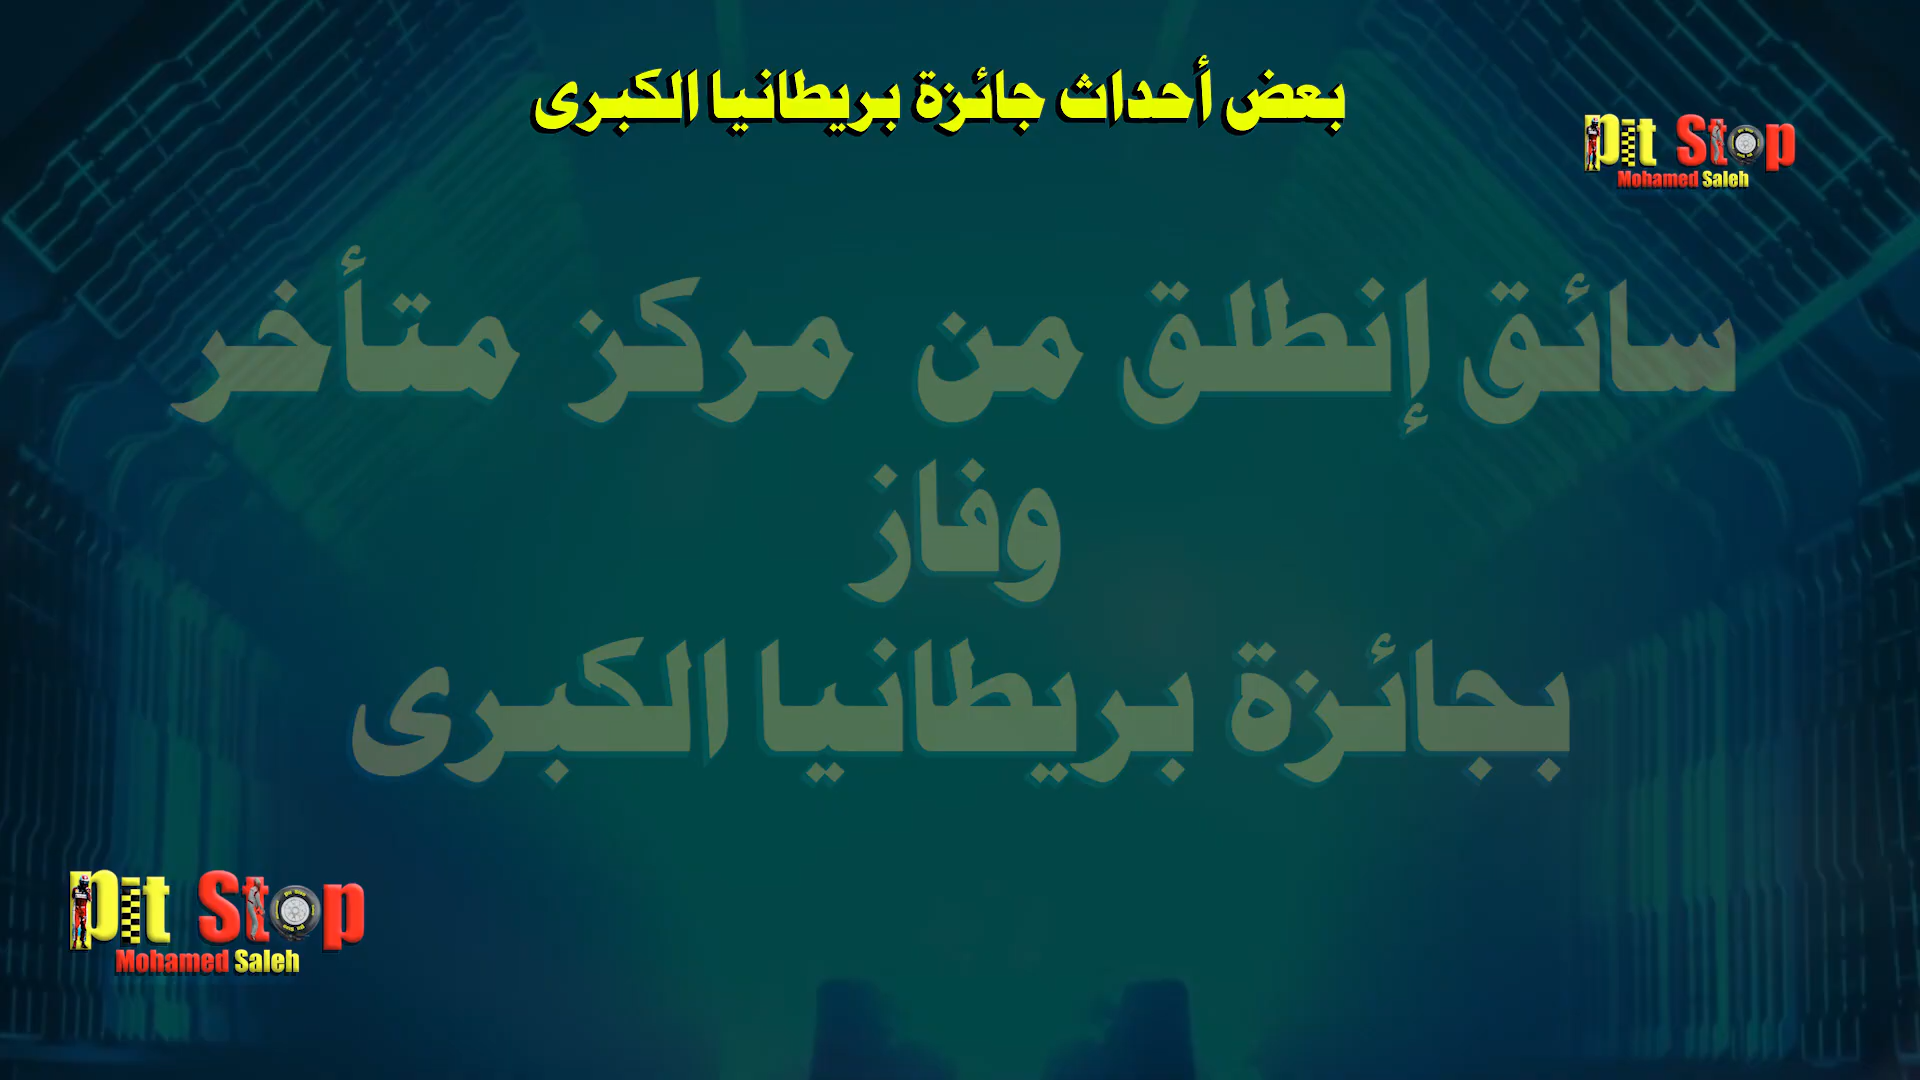 بعض أحداث جائزة بريطانيا الكبرى
Pit Stop
Mohamed Saleh
سائق إنطلق من مركز متأخر
وفاز
بجائزة بريطانيا الكبرى
Pit Stop
Mohamed Saleh